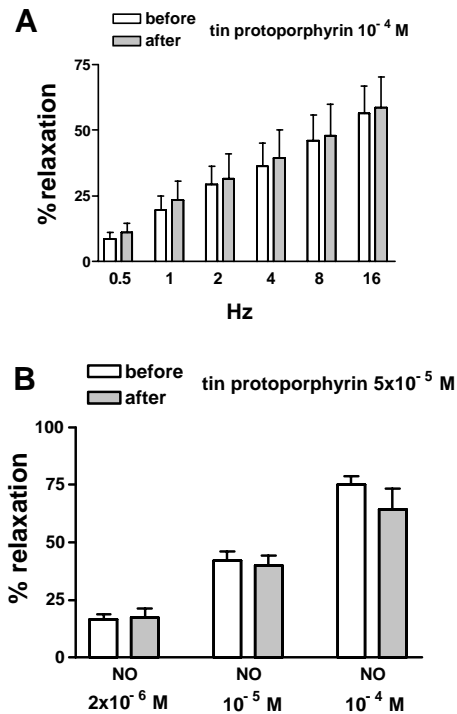 A
before
after
tin protoporphyrin 10⁻⁴ M
% relaxation
75
50
25
0
0.5 1 2 4 8 16
Hz
B
before
after
tin protoporphyrin 5x10⁻⁵ M
% relaxation
100
75
50
25
0
NO NO NO
2x10⁻⁶ M 10⁻⁵ M 10⁻⁴ M